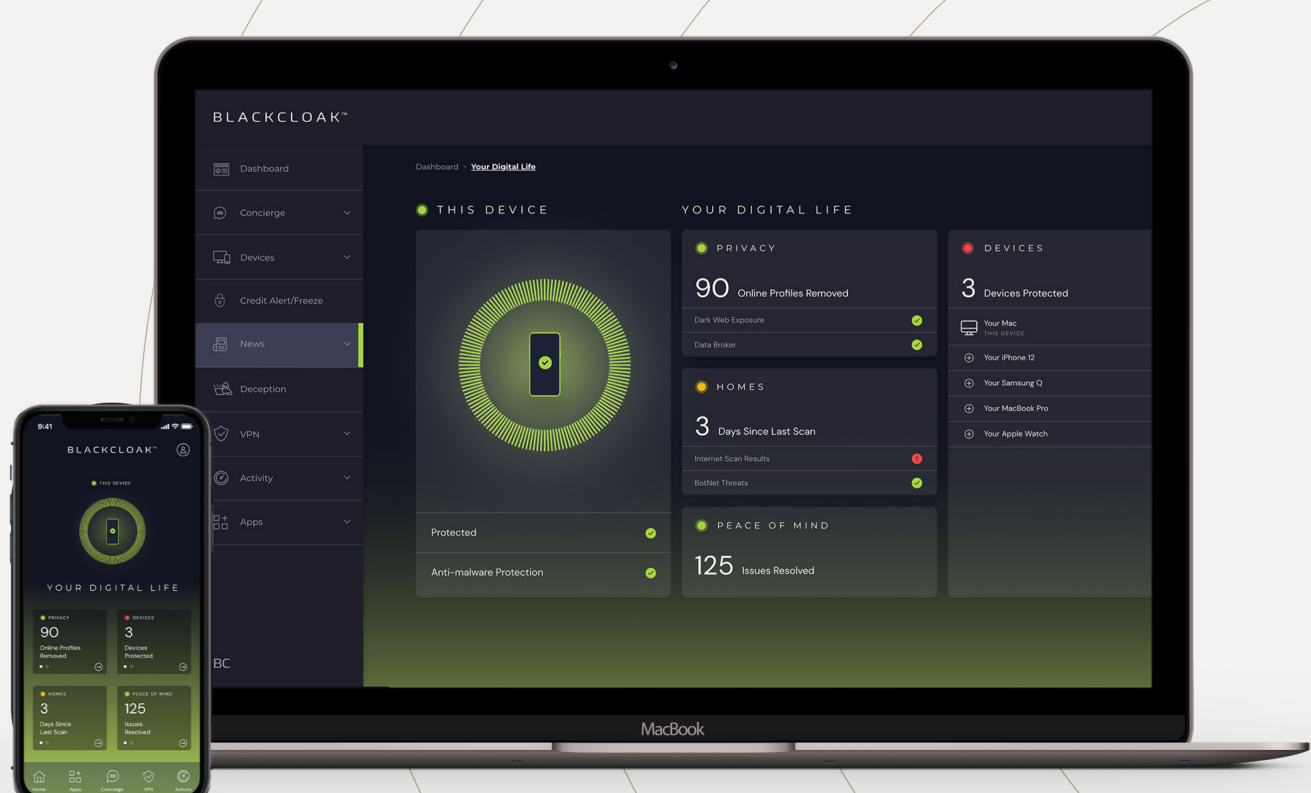 BLACKCLOAK™
Dashboard
Concierge
Devices
Credit Alert/Freeze
News
Deception
VPN
Activity
Apps
BC
Dashboard > Your Digital Life
THIS DEVICE
Protected
Anti-malware Protection
YOUR DIGITAL LIFE
PRIVACY
90 Online Profiles Removed
Dark Web Exposure
Data Broker
HOMES
3 Days Since Last Scan
Internet Scan Results
BotNet Threats
PEACE OF MIND
125 Issues Resolved
DEVICES
3 Devices Protected
Your Mac
THIS DEVICE
Your iPhone 12
Your Samsung Q
Your MacBook Pro
Your Apple Watch
MacBook
9:41
BLACKCLOAK™
THIS DEVICE
YOUR DIGITAL LIFE
PRIVACY
90
Online Profiles
Removed
DEVICES
3
Devices
Protected
HOMES
3
Days Since
Last Scan
PEACE OF MIND
125
Issues
Resolved
Home Apps Concierge VPN Activity